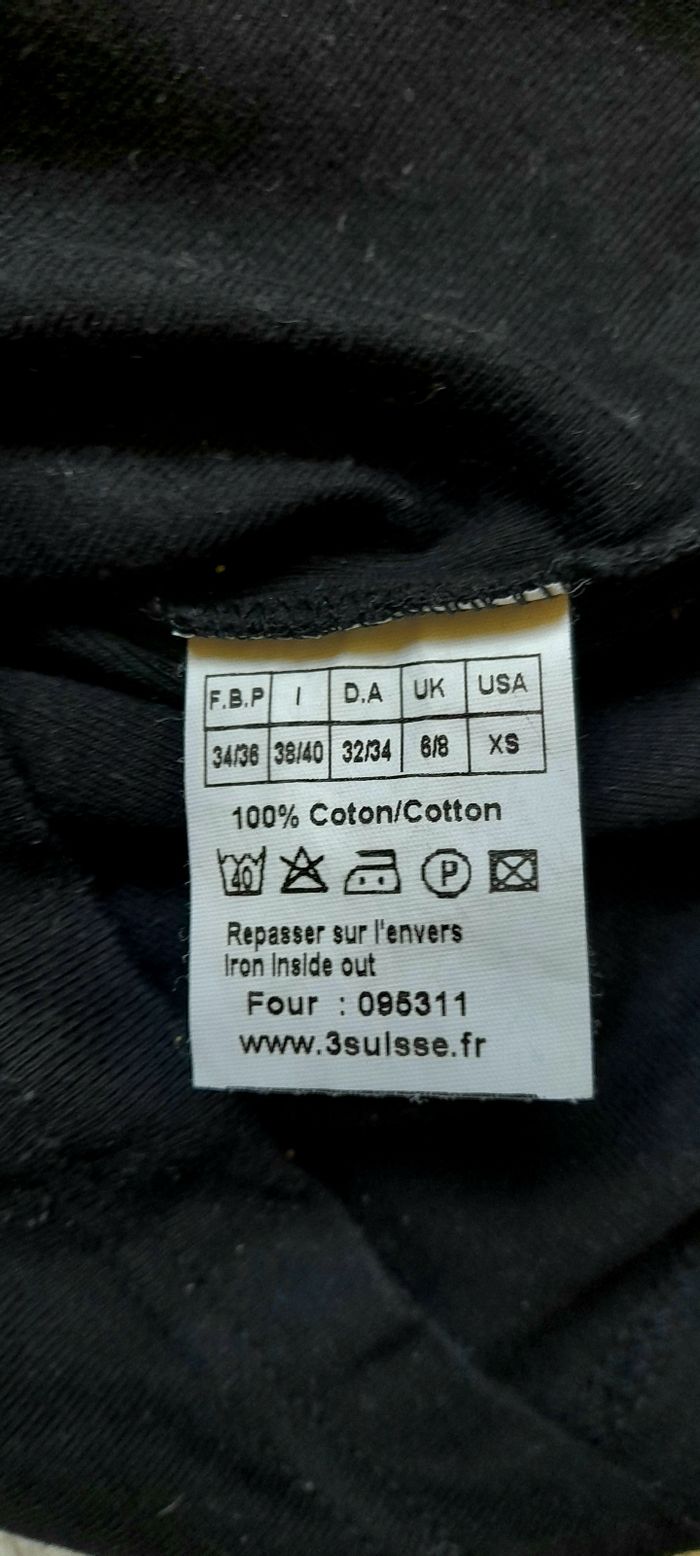 F.B.P I D.A UK USA
34/36 38/40 32/34 6/8 XS
100% Coton/Cotton
40 P
Repasser sur l'envers
Iron Inside out
Four : 095311
www.3suisse.fr